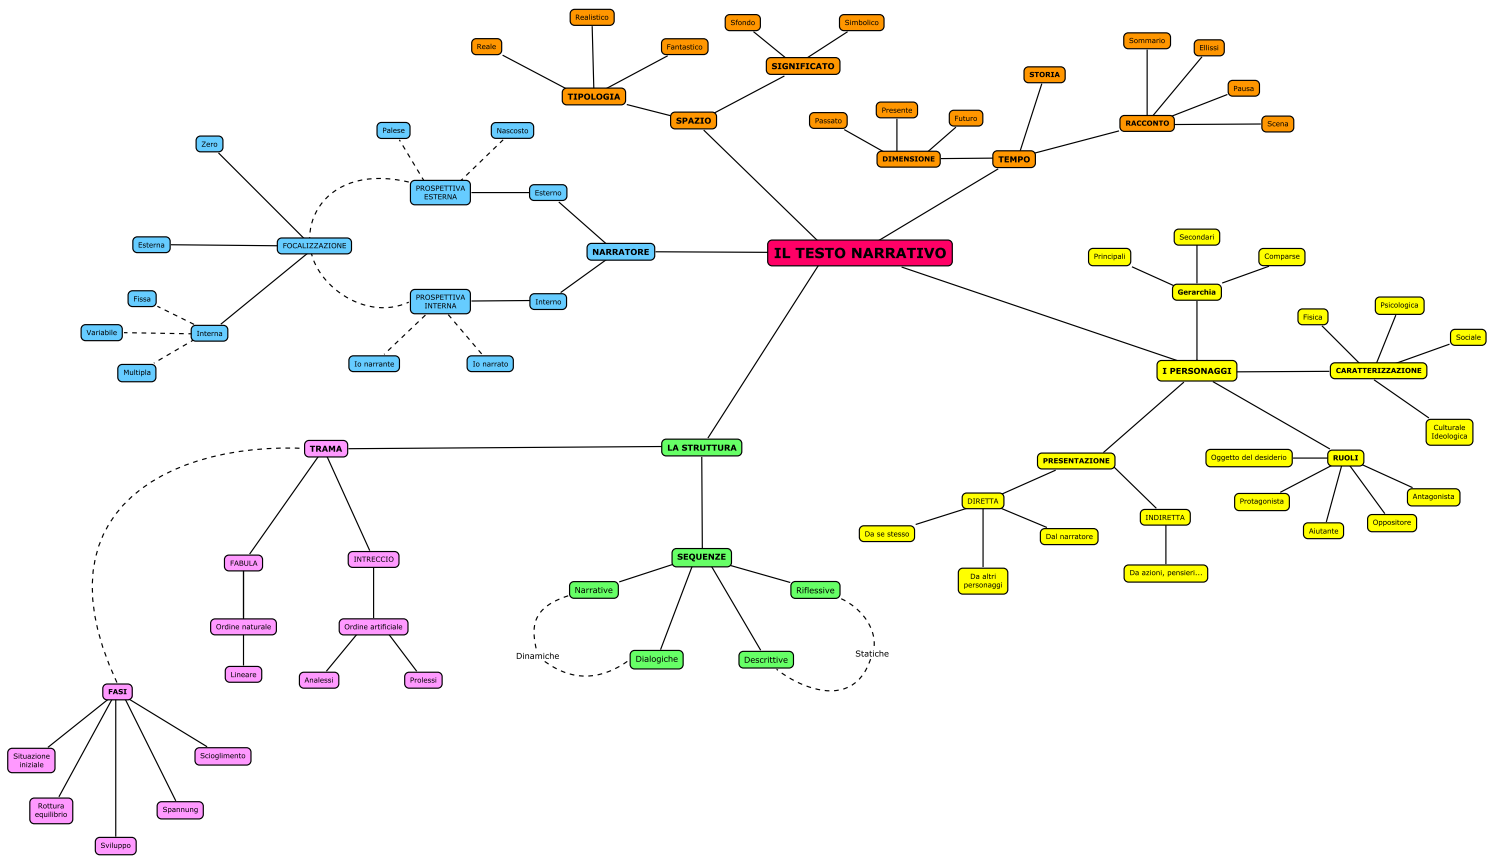 Realistico
Reale
Fantastico
TIPOLOGIA
Sfondo
Simbolico
SIGNIFICATO
SPAZIO
Sommario
Ellissi
STORIA
Pausa
RACCONTO
Scena
Passato
Presente
Futuro
DIMENSIONE
TEMPO
Zero
Palese
Nascosto
PROSPETTIVA
ESTERNA
Esterno
Esterna
FOCALIZZAZIONE
NARRATORE
IL TESTO NARRATIVO
Fissa
Variabile
Interna
Multipla
PROSPETTIVA
INTERNA
Interno
Io narrante
Io narrato
Secondari
Principali
Comparse
Gerarchia
Fisica
Psicologica
Sociale
I PERSONAGGI
CARATTERIZZAZIONE
Culturale
Ideologica
PRESENTAZIONE
Oggetto del desiderio
RUOLI
Protagonista
Aiutante
Oppositore
Antagonista
DIRETTA
INDIRETTA
Da se stesso
Dal narratore
Da altri
personaggi
Da azioni, pensieri...
TRAMA
LA STRUTTURA
FABULA
INTRECCIO
SEQUENZE
Narrative
Riflessive
Ordine naturale
Ordine artificiale
Dinamiche
Dialogiche
Descrittive
Statiche
Lineare
Analessi
Prolessi
FASI
Situazione
iniziale
Scioglimento
Rottura
equilibrio
Spannung
Sviluppo